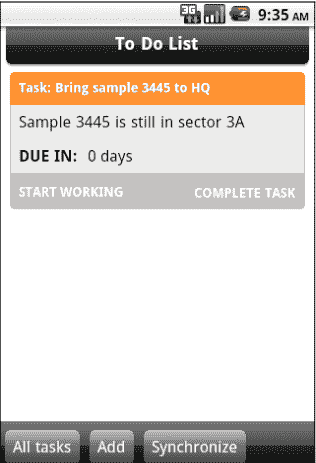 3G 9:35 AM
To Do List
Task: Bring sample 3445 to HQ
Sample 3445 is still in sector 3A
DUE IN: 0 days
START WORKING COMPLETE TASK
All tasks Add Synchronize